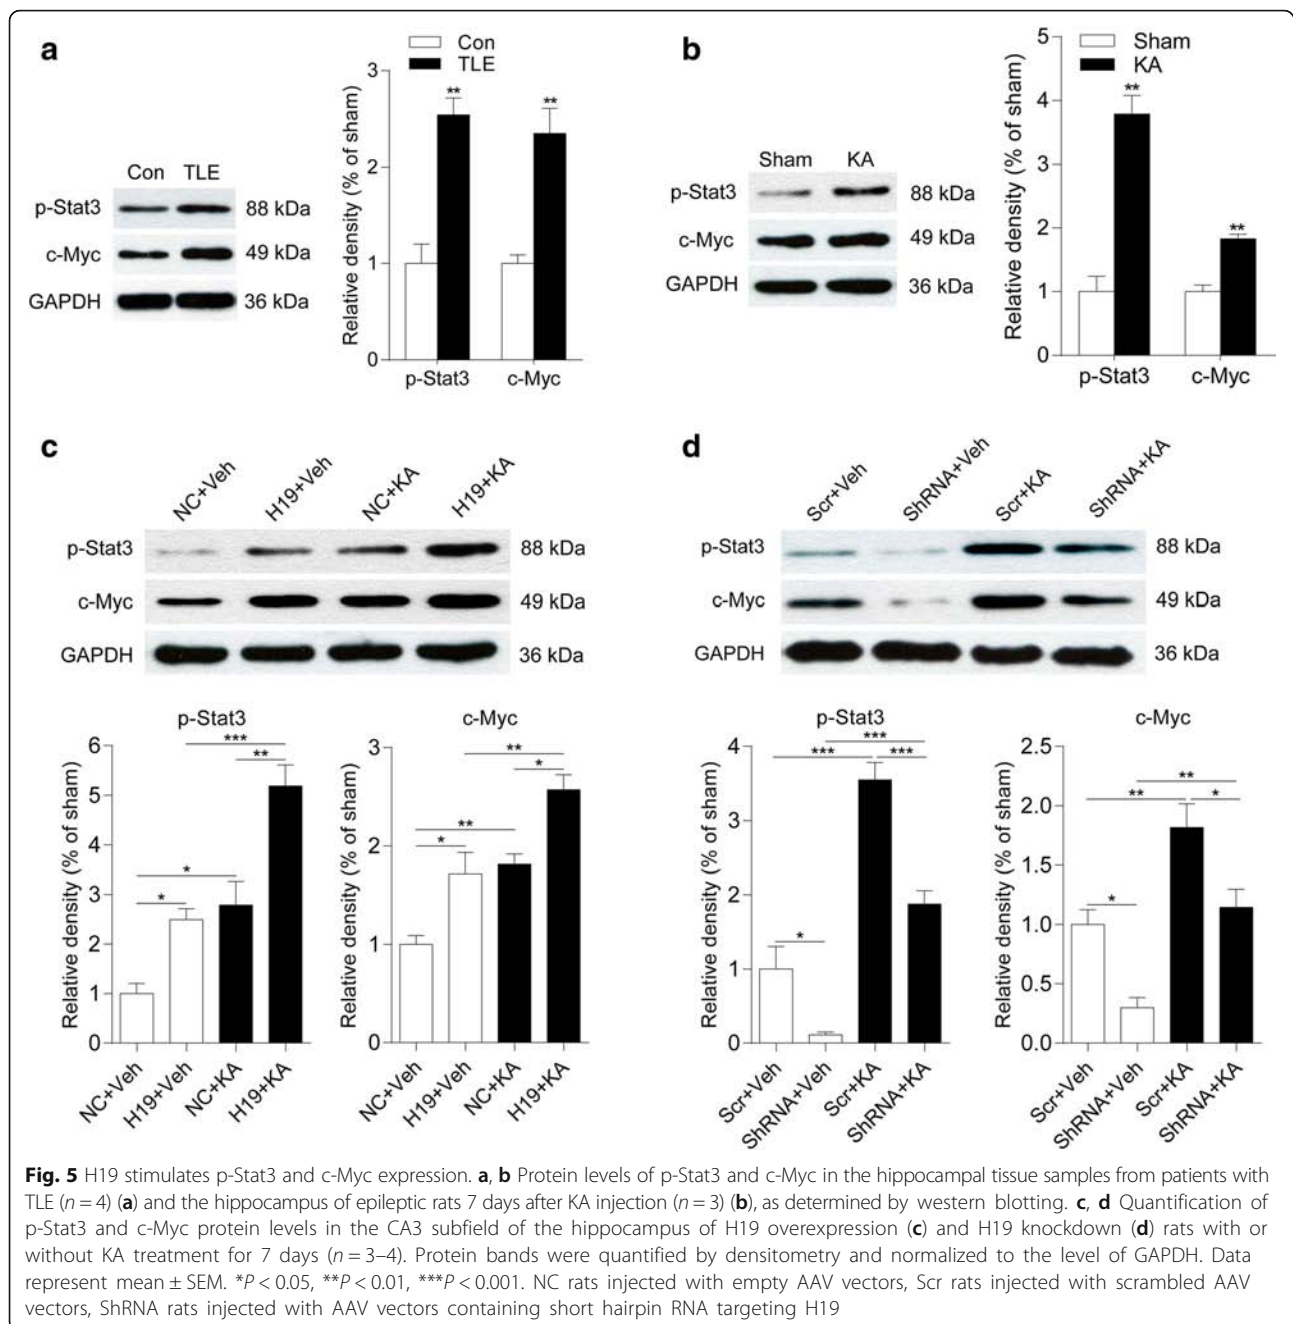 a
Con
TLE
Con TLE
p-Stat3 88 kDa
c-Myc 49 kDa
GAPDH 36 kDa
Relative density (% of sham)
3
2
1
0
** **
p-Stat3 c-Myc
b
Sham
KA
Sham KA
p-Stat3 88 kDa
c-Myc 49 kDa
GAPDH 36 kDa
Relative density (% of sham)
5
4
3
2
1
0
**
**
p-Stat3 c-Myc
c
NC+Veh H19+Veh NC+KA H19+KA
p-Stat3 88 kDa
c-Myc 49 kDa
GAPDH 36 kDa
p-Stat3
Relative density (% of sham)
6
5
4
3
2
1
0
***
**
*
*
NC+Veh H19+Veh NC+KA H19+KA
c-Myc
Relative density (% of sham)
3
2
1
0
**
*
**
*
NC+Veh H19+Veh NC+KA H19+KA
d
Scr+Veh ShRNA+Veh Scr+KA ShRNA+KA
p-Stat3 88 kDa
c-Myc 49 kDa
GAPDH 36 kDa
p-Stat3
Relative density (% of sham)
4
3
2
1
0
***
*** ***
*
Scr+Veh ShRNA+Veh Scr+KA ShRNA+KA
c-Myc
Relative density (% of sham)
2.5
2.0
1.5
1.0
0.5
0.0
**
** *
*
Scr+Veh ShRNA+Veh Scr+KA ShRNA+KA
Fig. 5 H19 stimulates p-Stat3 and c-Myc expression. a, b Protein levels of p-Stat3 and c-Myc in the hippocampal tissue samples from patients with
TLE (n = 4) (a) and the hippocampus of epileptic rats 7 days after KA injection (n = 3) (b), as determined by western blotting. c, d Quantification of
p-Stat3 and c-Myc protein levels in the CA3 subfield of the hippocampus of H19 overexpression (c) and H19 knockdown (d) rats with or
without KA treatment for 7 days (n = 3–4). Protein bands were quantified by densitometry and normalized to the level of GAPDH. Data
represent mean ± SEM. *P < 0.05, **P < 0.01, ***P < 0.001. NC rats injected with empty AAV vectors, Scr rats injected with scrambled AAV
vectors, ShRNA rats injected with AAV vectors containing short hairpin RNA targeting H19